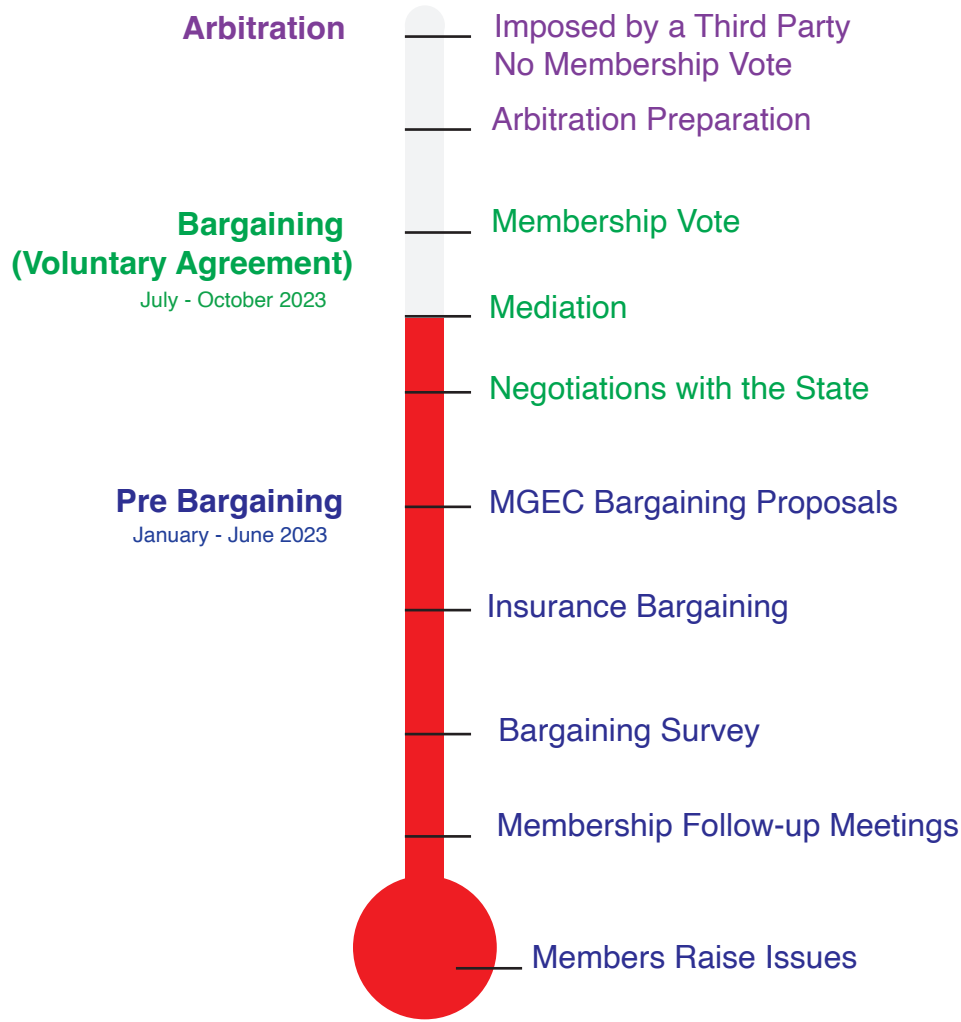 Arbitration
Imposed by a Third Party
No Membership Vote
Arbitration Preparation
Bargaining
(Voluntary Agreement)
July - October 2023
Membership Vote
Mediation
Negotiations with the State
Pre Bargaining
January - June 2023
MGEC Bargaining Proposals
Insurance Bargaining
Bargaining Survey
Membership Follow-up Meetings
Members Raise Issues